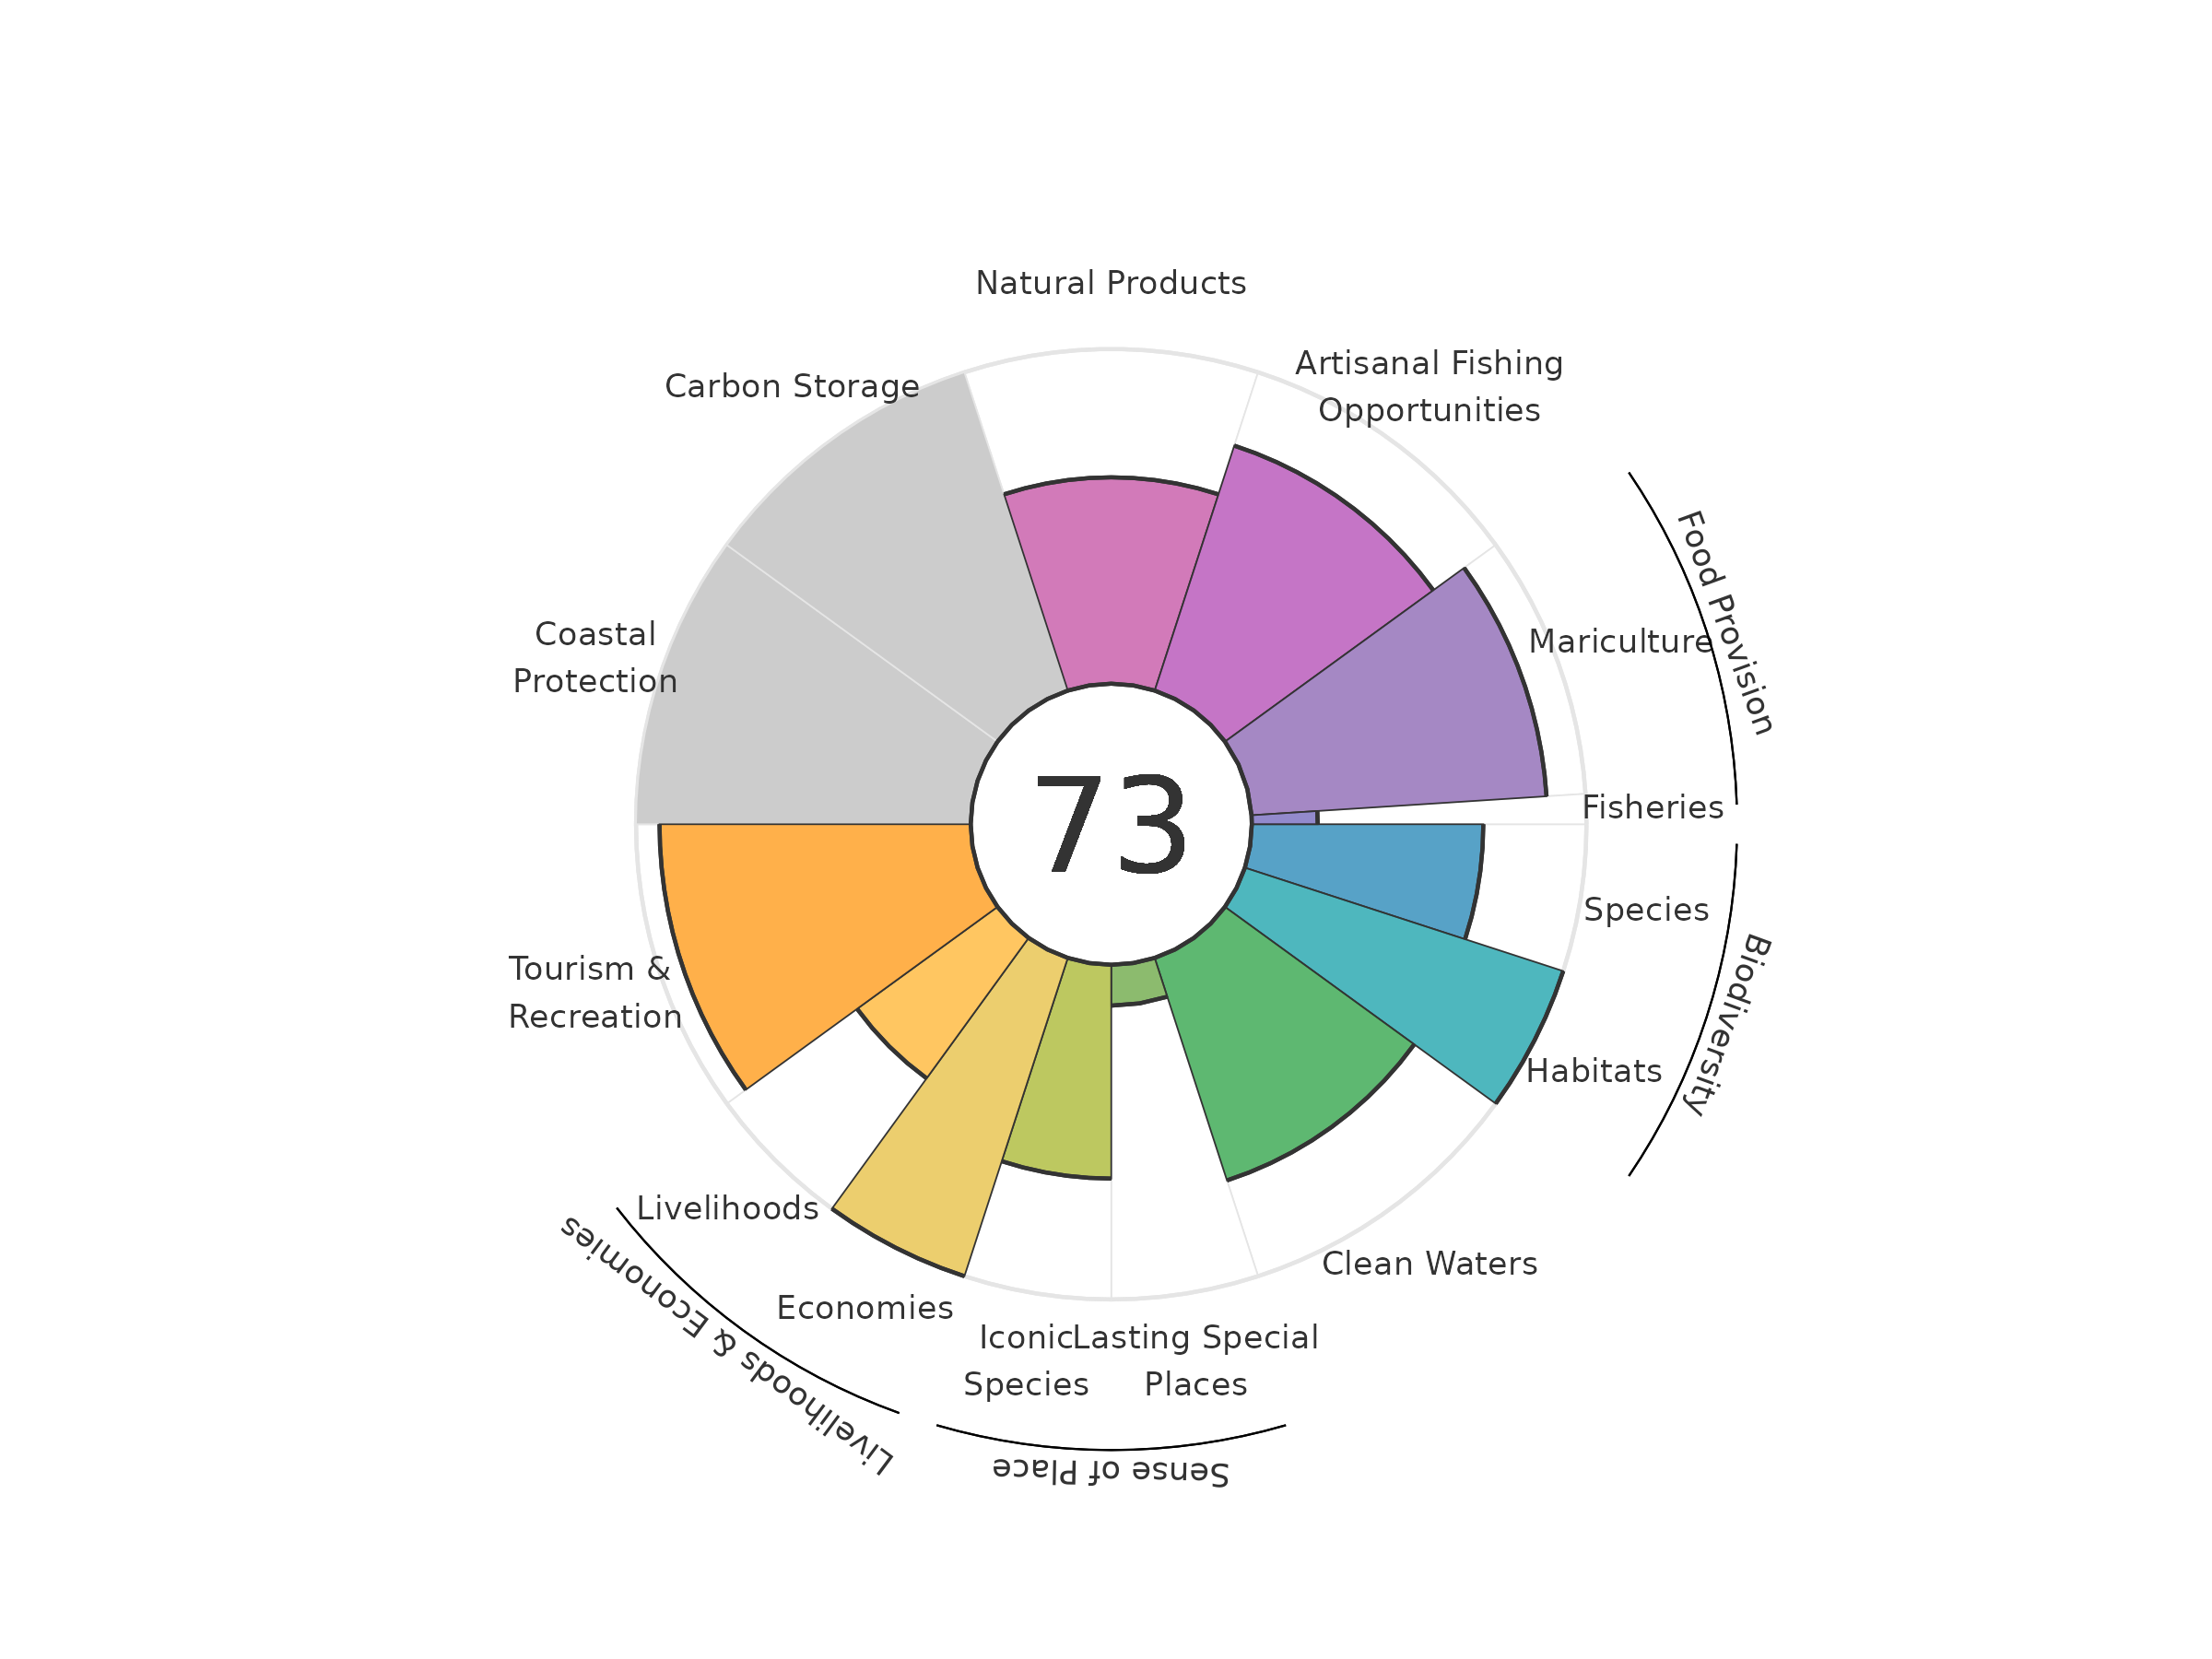 Natural Products
Artisanal Fishing
Opportunities
Carbon Storage
Food Provision
Mariculture
Coastal
Protection
73
Fisheries
Species
Biodiversity
Tourism &
Recreation
Habitats
Livelihoods
Clean Waters
Economies
Livelihoods & Economies
Iconic
Species
Lasting Special
Places
Sense of Place